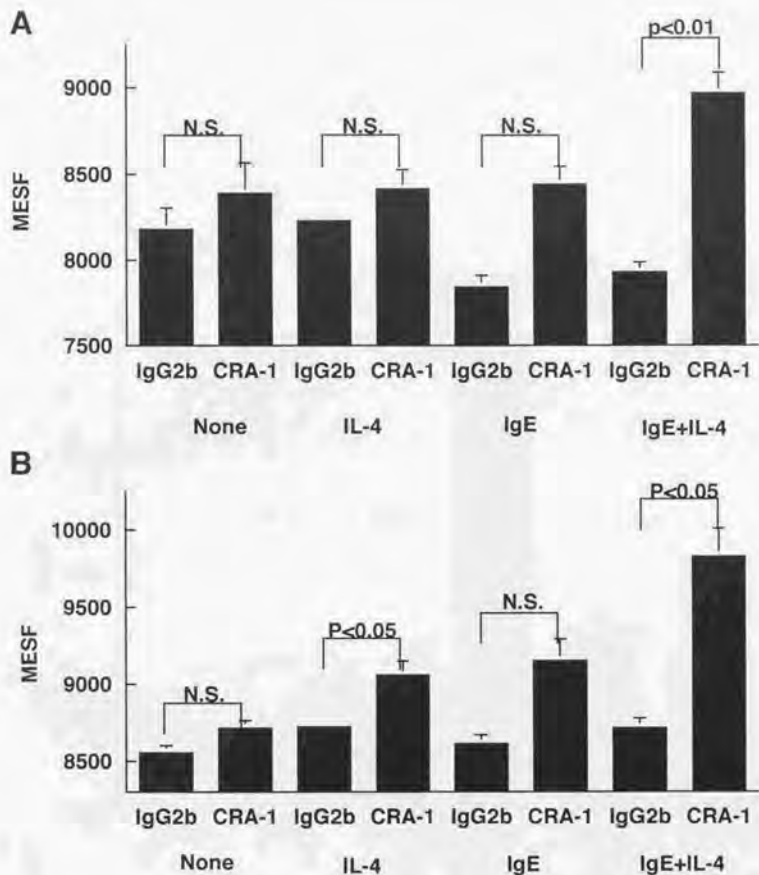 A
p<0.01
9000
N.S. N.S. N.S.
8500
MESF
8000
7500
IgG2b CRA-1 IgG2b CRA-1 IgG2b CRA-1 IgG2b CRA-1
None IL-4 IgE IgE+IL-4
B
P<0.05
10000
9500
N.S.
P<0.05
MESF
9000
N.S.
8500
IgG2b CRA-1 IgG2b CRA-1 IgG2b CRA-1 IgG2b CRA-1
None IL-4 IgE IgE+IL-4